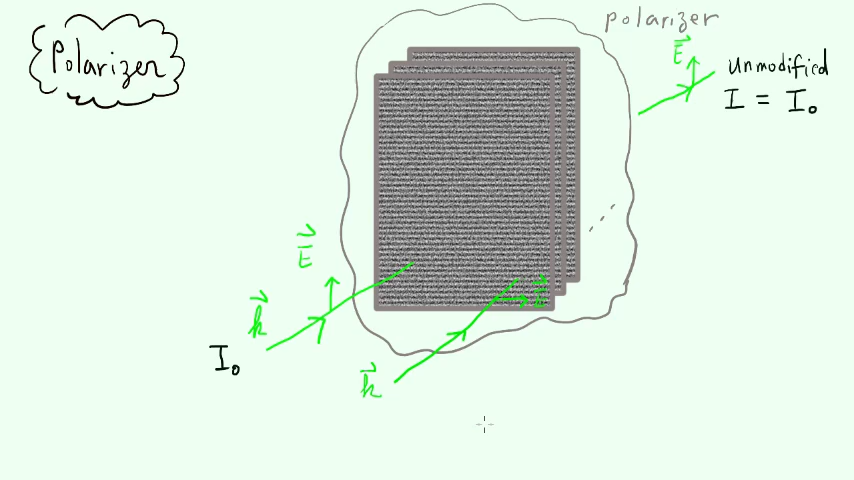 Polarizer
polarizer
E
unmodified
I = I₀
E
k
I₀
E
k